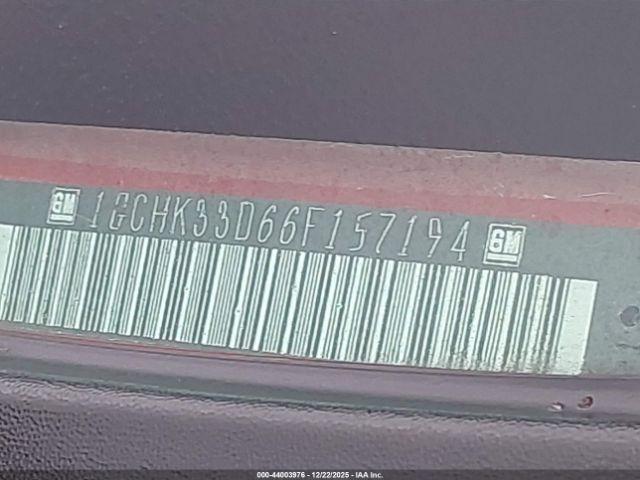 GM 1GCHK33D66F157194 GM
000-44003976 - 12/22/2025 - IAA Inc.